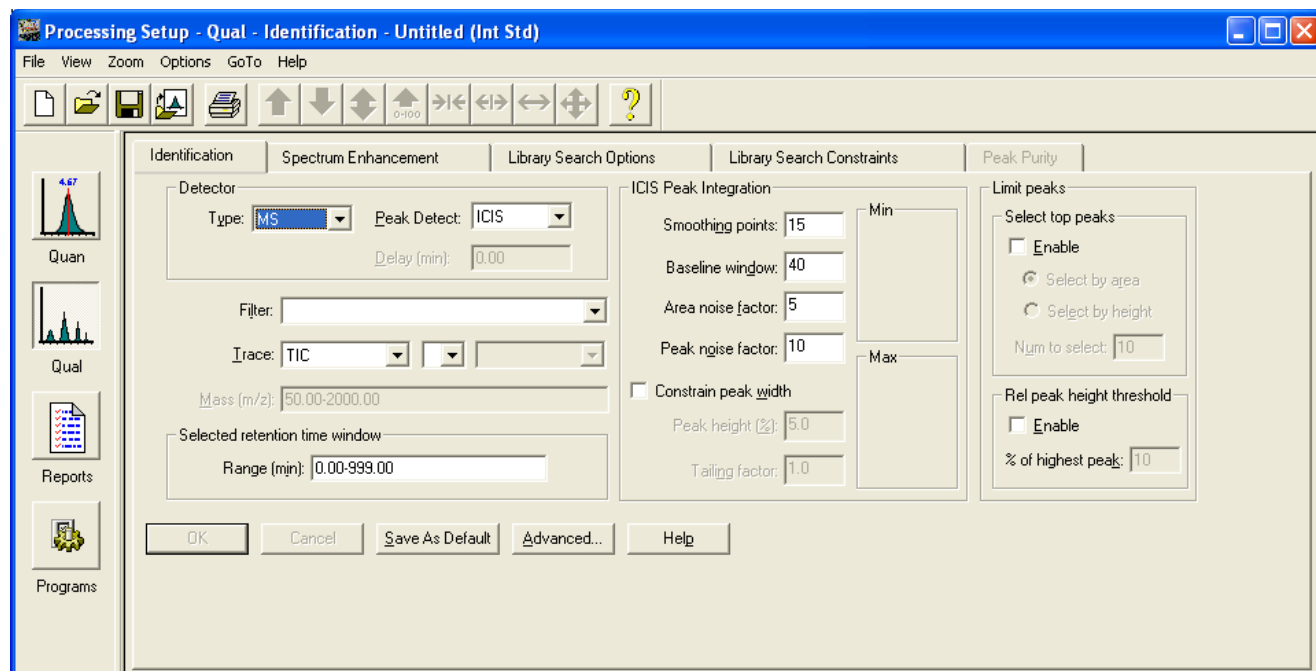 Processing Setup - Qual - Identification - Untitled (Int Std)
File View Zoom Options GoTo Help
0-100
Identification
Spectrum Enhancement
Library Search Options
Library Search Constraints
Peak Purity
4.67
Quan
Qual
Reports
Programs
Detector
Type: MS
Peak Detect: ICIS
Delay (min): 0.00
Filter:
Trace: TIC
Mass (m/z): 50.00-2000.00
Selected retention time window
Range (min): 0.00-999.00
ICIS Peak Integration
Smoothing points: 15
Baseline window: 40
Area noise factor: 5
Peak noise factor: 10
Constrain peak width
Peak height (%): 5.0
Tailing factor: 1.0
Min
Max
Limit peaks
Select top peaks
Enable
Select by area
Select by height
Num to select: 10
Rel peak height threshold
Enable
% of highest peak: 10
OK
Cancel
Save As Default
Advanced...
Help